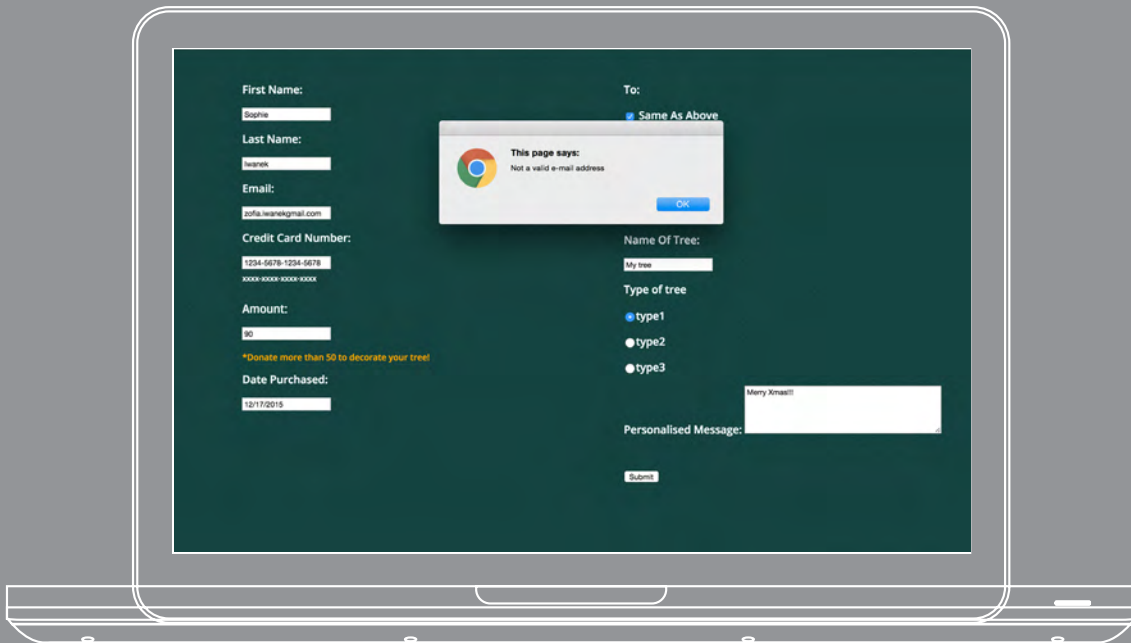 First Name:
Sophie
Last Name:
Iwanek
Email:
zofia.iwanekgmail.com
Credit Card Number:
1234-5678-1234-5678
xxxx-xxxx-xxxx-xxxx
Amount:
90
*Donate more than 50 to decorate your tree!
Date Purchased:
12/17/2015
To:
Same As Above
This page says:
Not a valid e-mail address
OK
Name Of Tree:
My tree
Type of tree
type1
type2
type3
Merry Xmas!!!
Personalised Message:
Submit